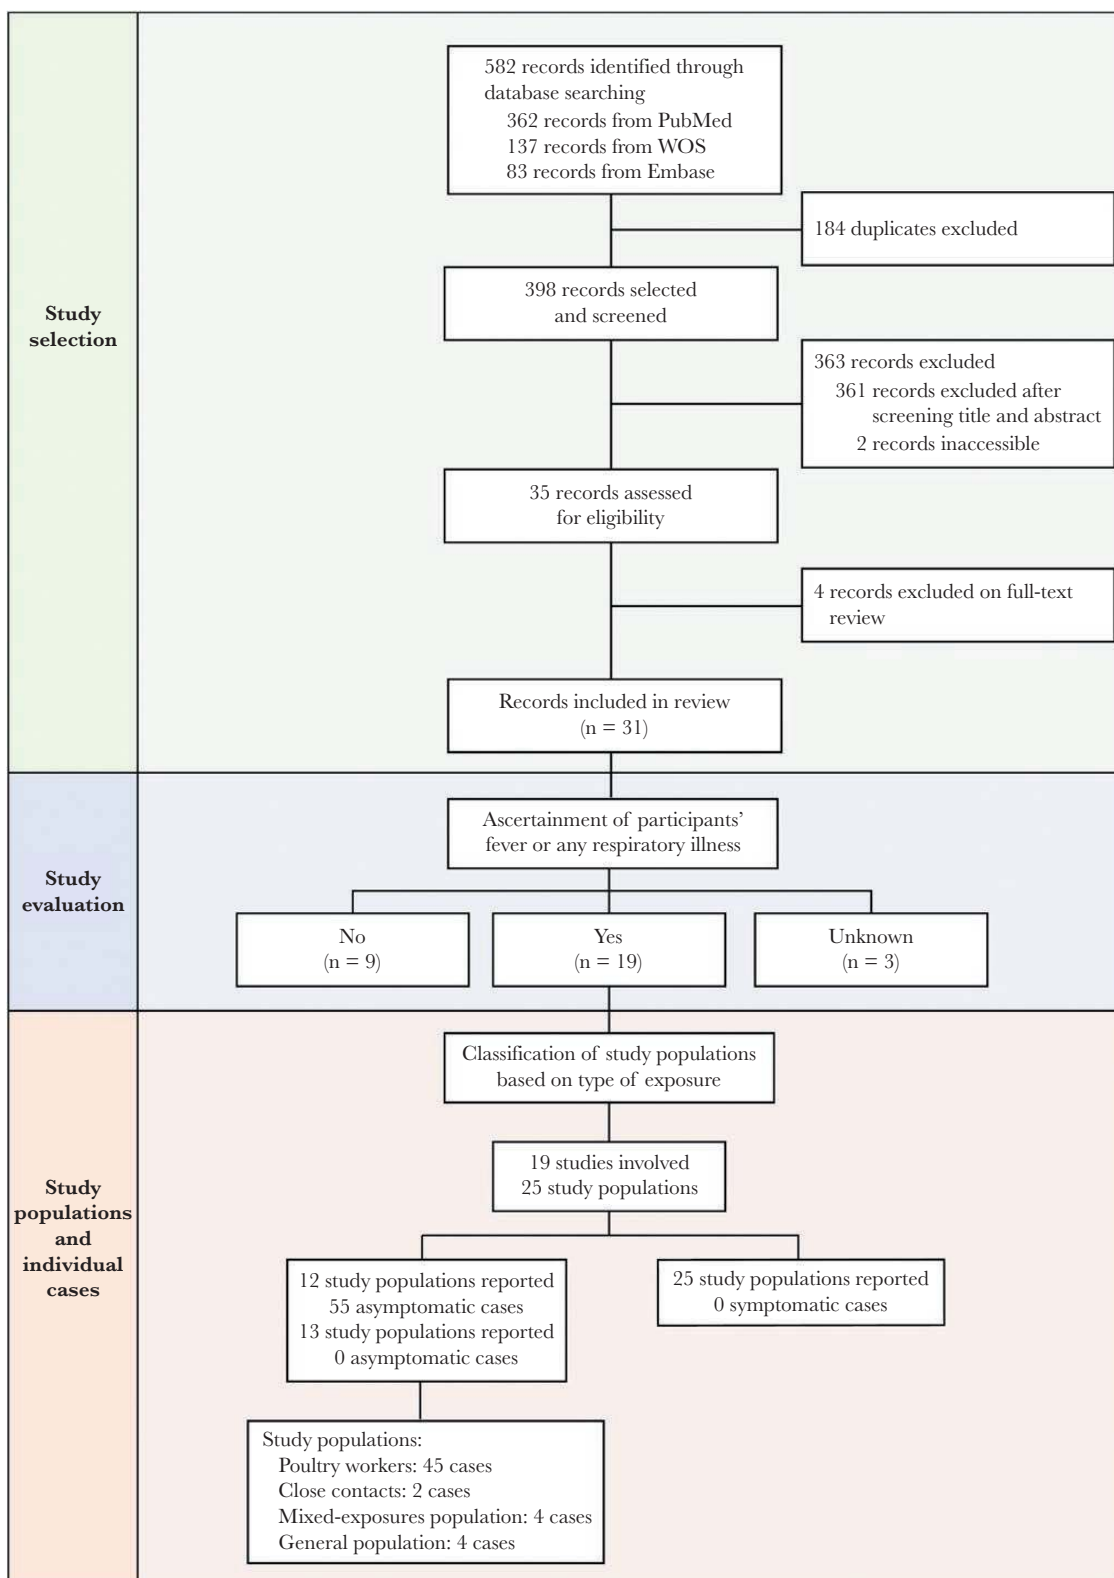 Study
selection
582 records identified through
database searching
362 records from PubMed
137 records from WOS
83 records from Embase
184 duplicates excluded
398 records selected
and screened
363 records excluded
361 records excluded after
screening title and abstract
2 records inaccessible
35 records assessed
for eligibility
4 records excluded on full-text
review
Records included in review
(n = 31)
Study
evaluation
Ascertainment of participants’
fever or any respiratory illness
No
(n = 9)
Yes
(n = 19)
Unknown
(n = 3)
Study
populations
and
individual
cases
Classification of study populations
based on type of exposure
19 studies involved
25 study populations
12 study populations reported
55 asymptomatic cases
13 study populations reported
0 asymptomatic cases
25 study populations reported
0 symptomatic cases
Study populations:
Poultry workers: 45 cases
Close contacts: 2 cases
Mixed-exposures population: 4 cases
General population: 4 cases